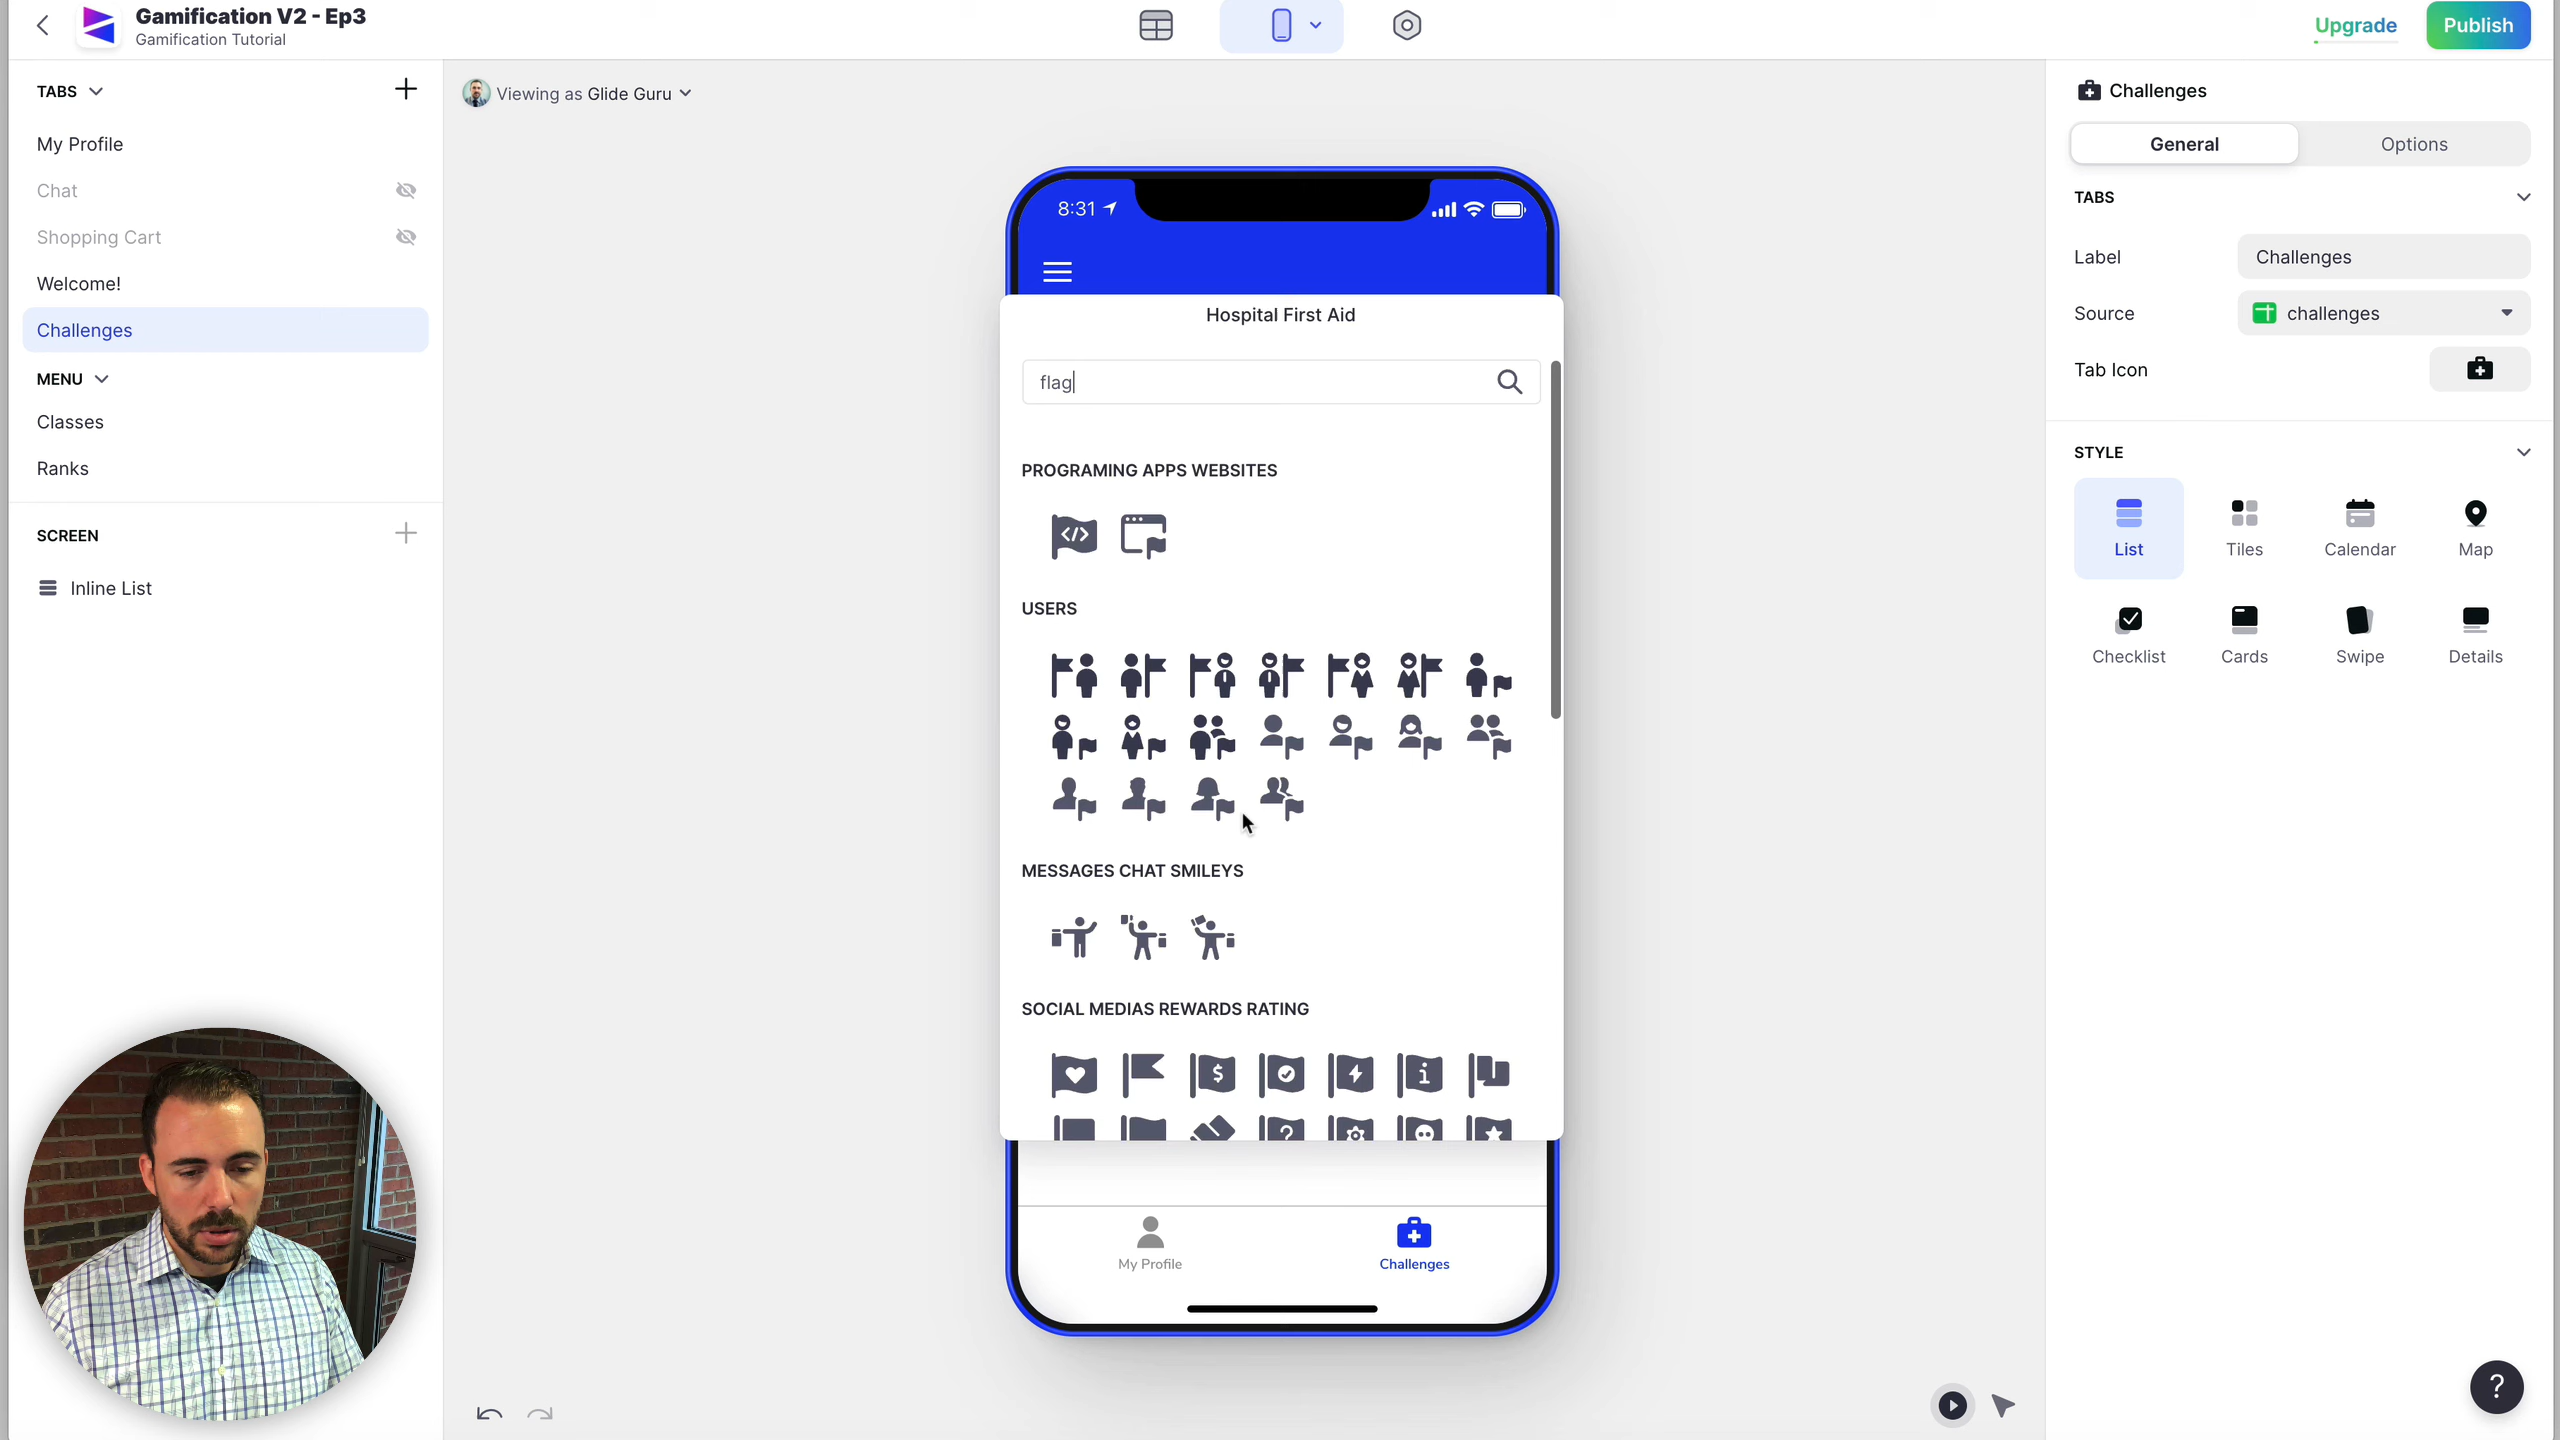 Gamification V2 - Ep3
Gamification Tutorial
Upgrade
Publish
TABS
My Profile
Chat
Shopping Cart
Welcome!
Challenges
MENU
Classes
Ranks
SCREEN
Inline List
Viewing as Glide Guru
8:31
Hospital First Aid
flag
PROGRAMING APPS WEBSITES
</>
USERS
MESSAGES CHAT SMILEYS
SOCIAL MEDIAS REWARDS RATING
$
i
?
My Profile
Challenges
Challenges
General
Options
TABS
Label
Challenges
Source
challenges
Tab Icon
STYLE
List
Tiles
Calendar
Map
Checklist
Cards
Swipe
Details
?